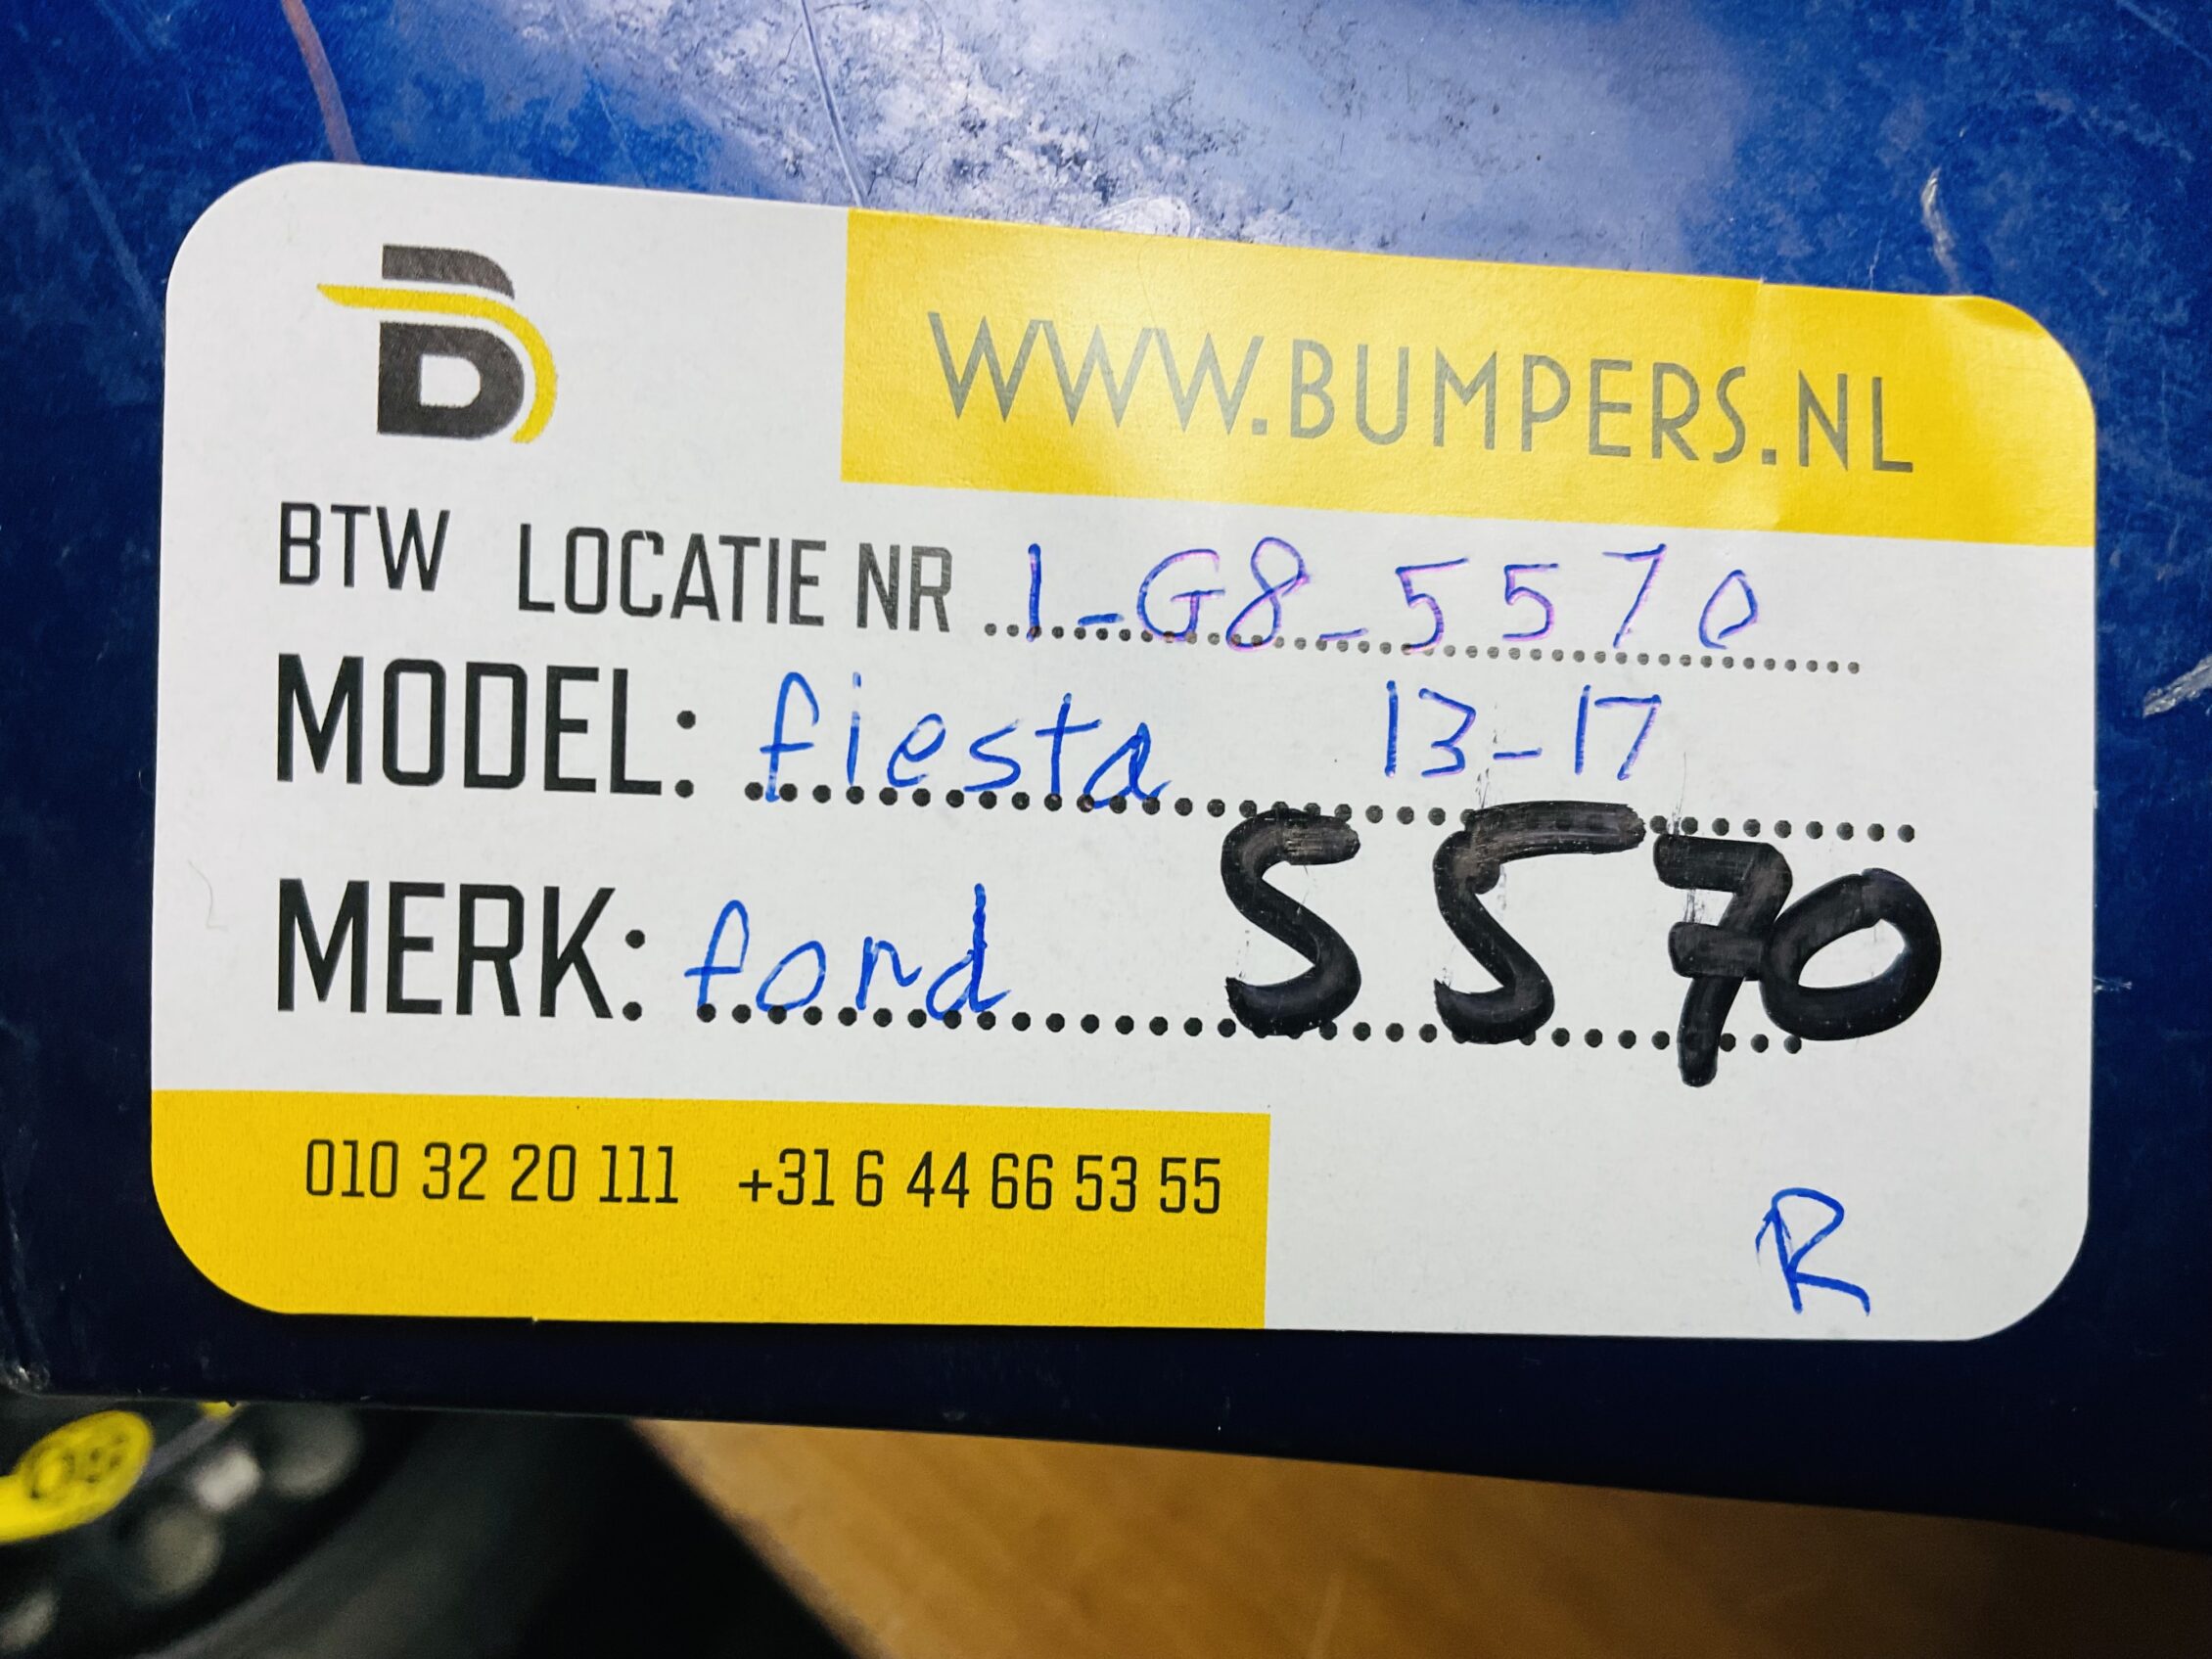 B
WWW.BUMPERS.NL
BTW LOCATIE NR 1-G8-5570
MODEL: fiesta 13-17
MERK: ford 5570
010 32 20 111 +31 6 44 66 53 55
R